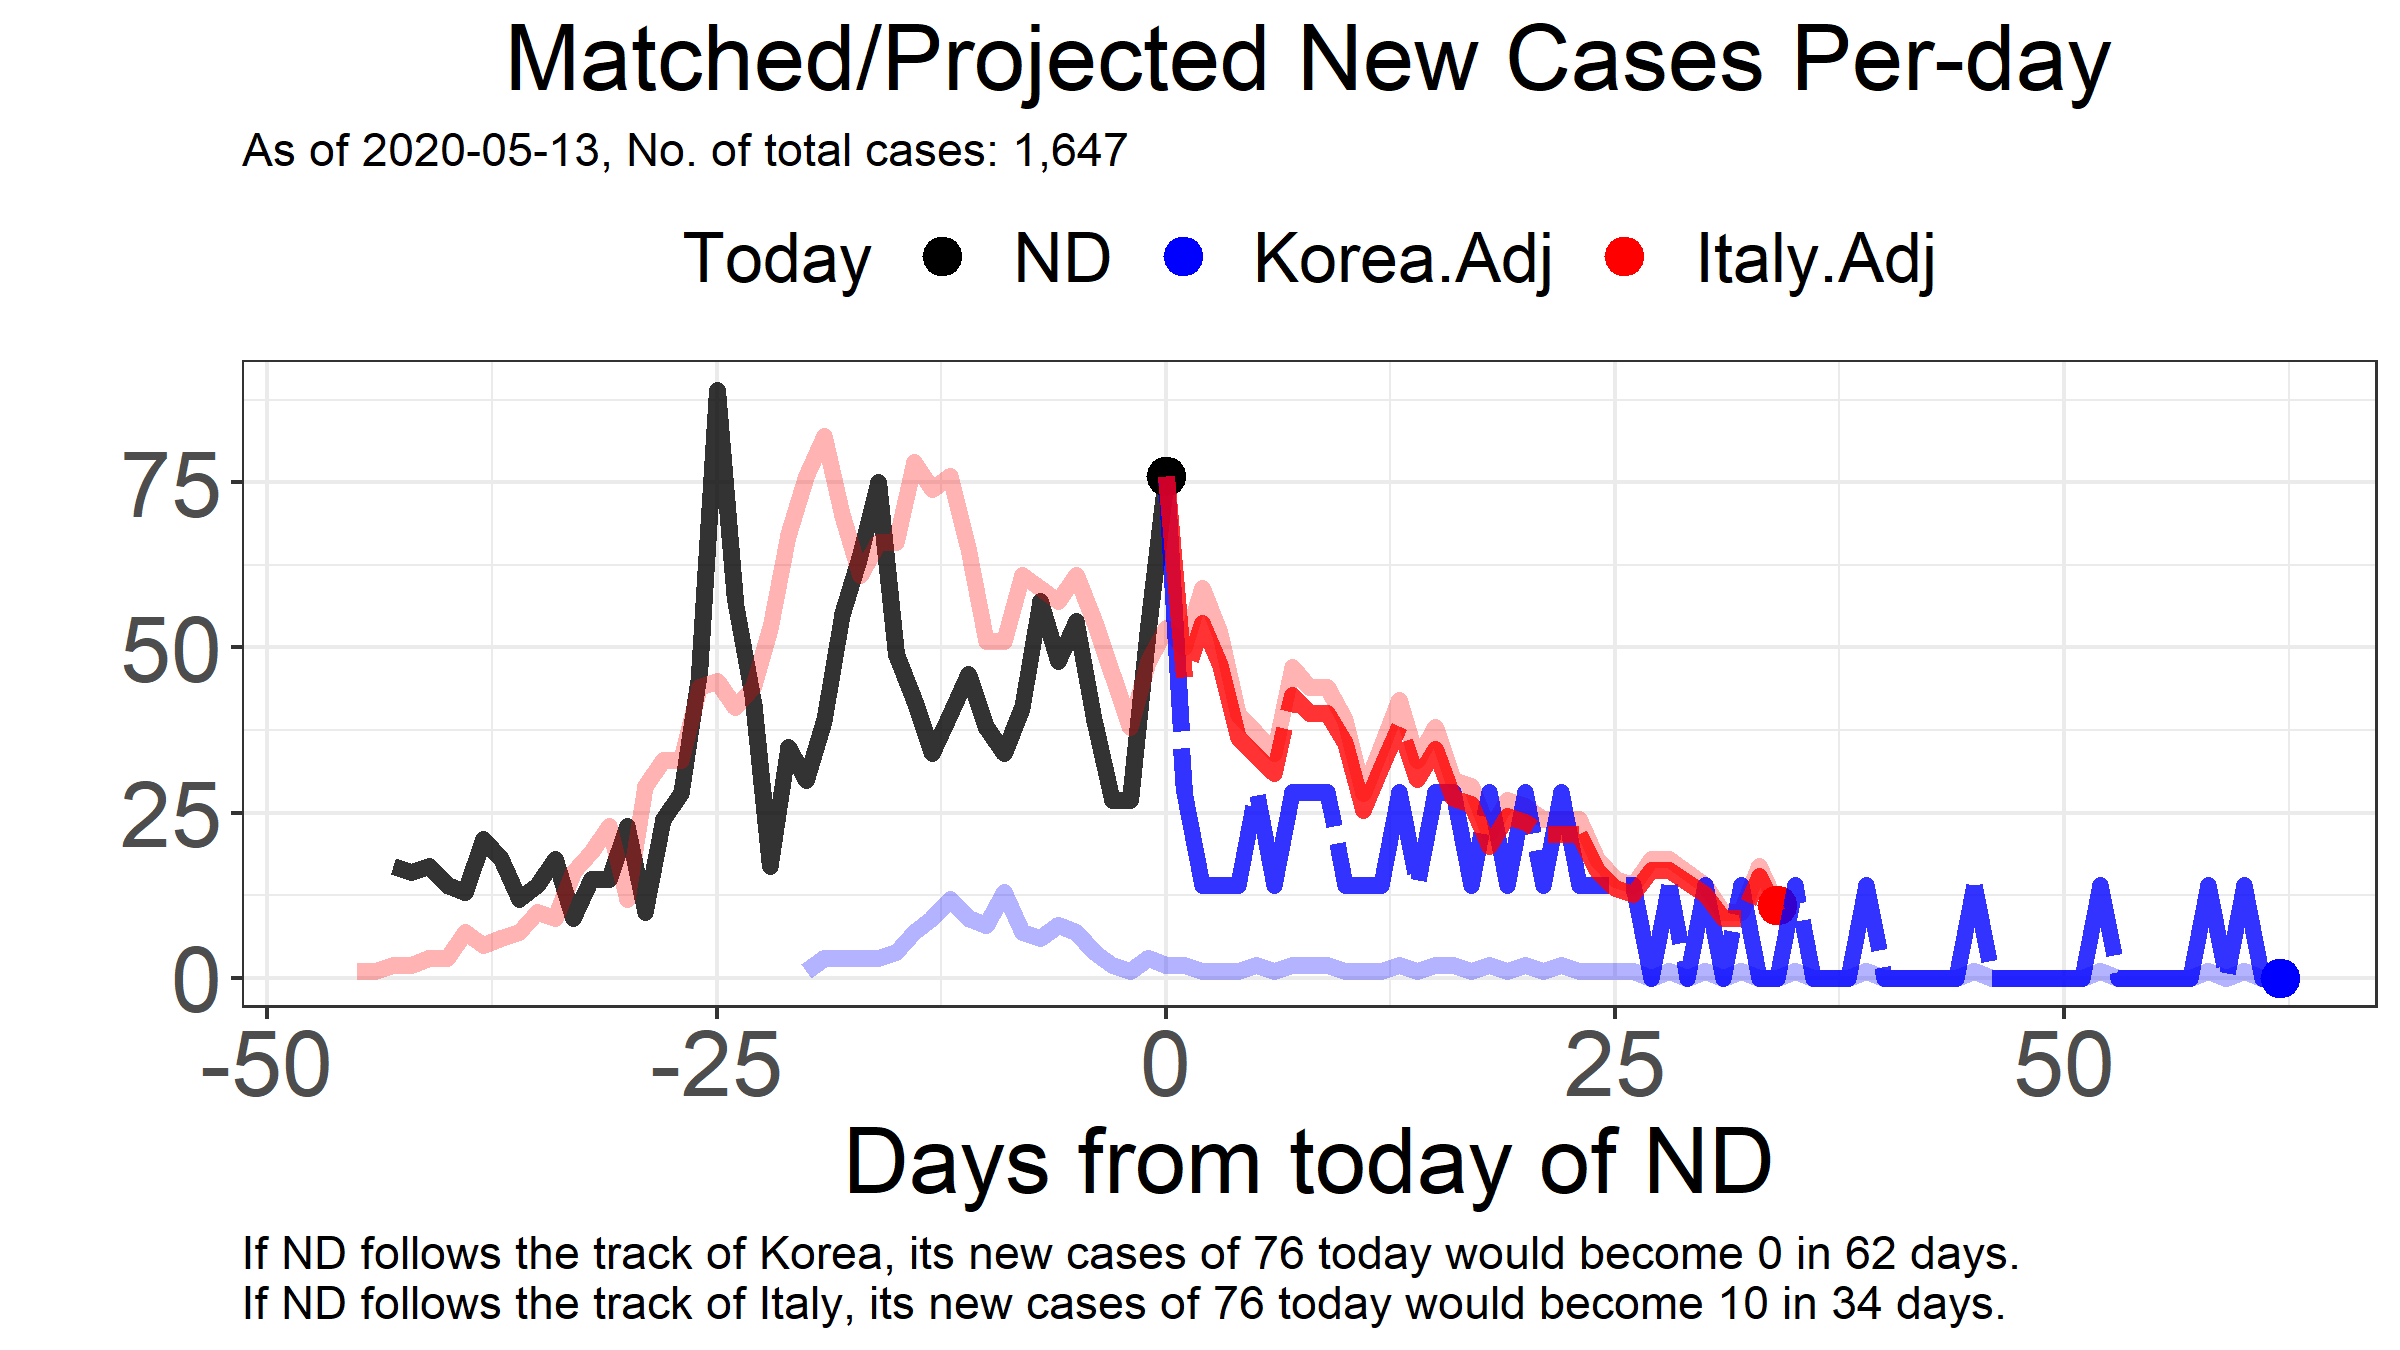 Matched/Projected New Cases Per-day
As of 2020-05-13, No. of total cases: 1,647
Today ND Korea.Adj Italy.Adj
75
50
25
0
-50 -25 0 25 50
Days from today of ND
If ND follows the track of Korea, its new cases of 76 today would become 0 in 62 days.
If ND follows the track of Italy, its new cases of 76 today would become 10 in 34 days.